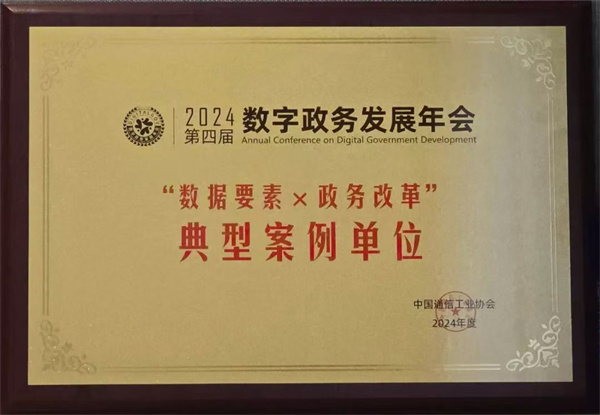 2024
第四届
数字政务发展年会
Annual Conference on Digital Government Development
“数据要素×政务改革”
典型案例单位
中国通信工业协会
2024年度